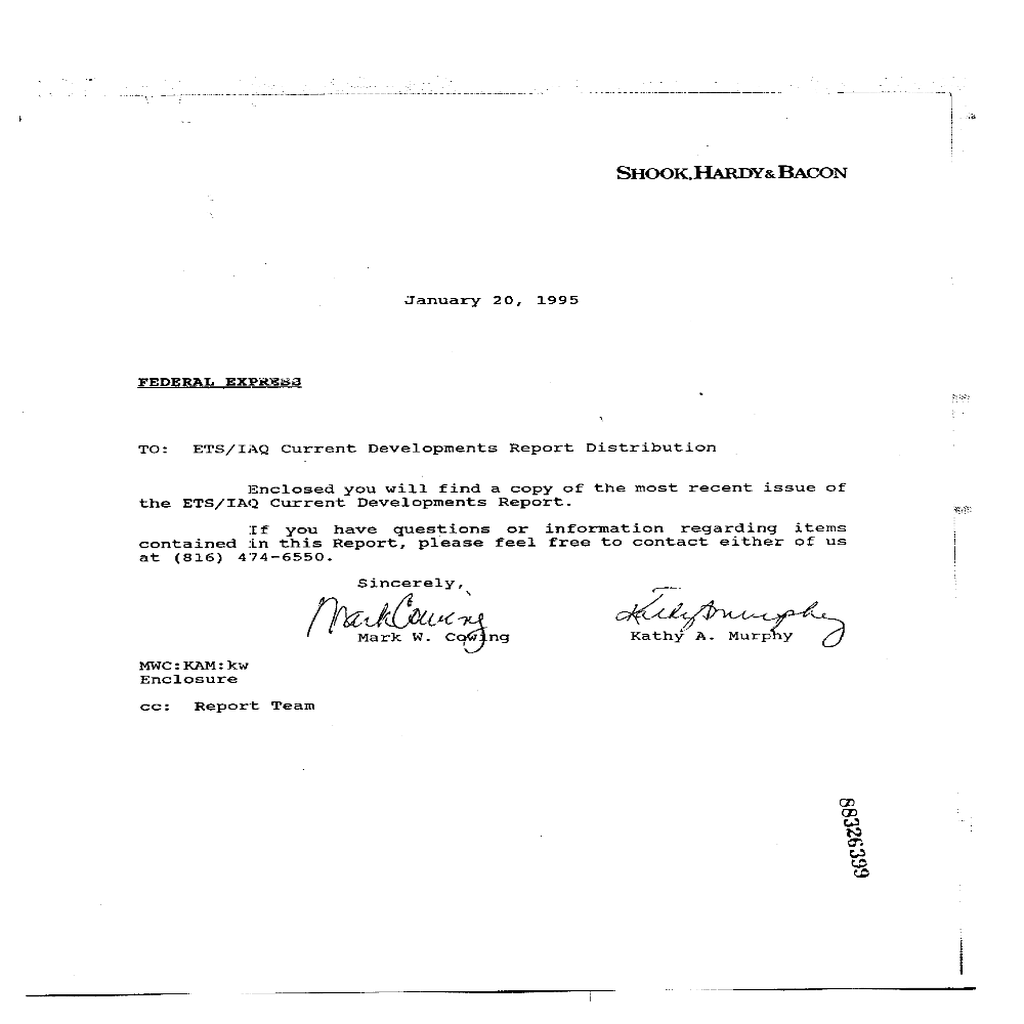 SHOOK, HARDY & BACON
January 20, 1995
FEDERAL EXPRESS
TO: ETS/IAQ Current Developments Report Distribution
Enclosed you will find a copy of the most recent issue of
the ETS/IAQ Current Developments Report.
If you have questions or information regarding items
contained in this Report, please feel free to contact either of us
at (816) 474-6550.
Sincerely,
Mark Cowing Kathy A Murphy
Mark W. Cowing Kathy A. Murphy
MWC:KAM:kw
Enclosure
cc: Report Team
88326399